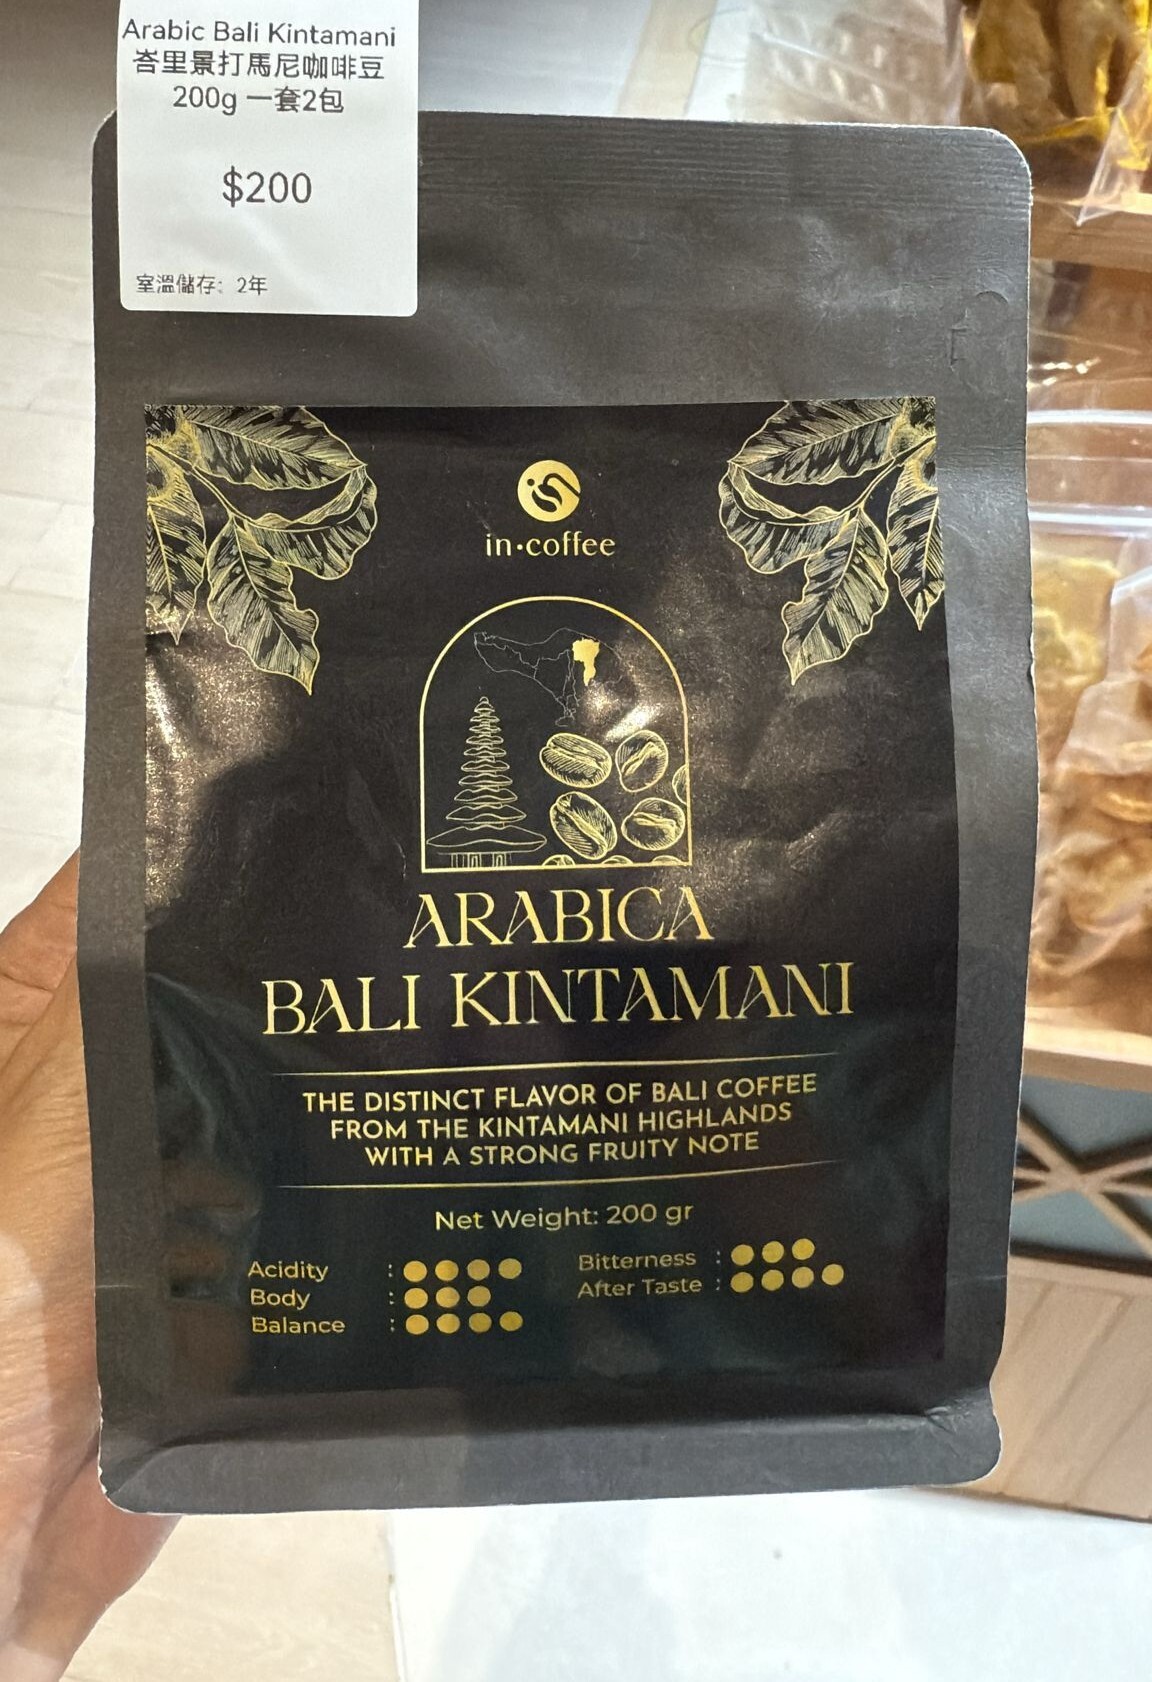 Arabic Bali Kintamani
峇里景打馬尼咖啡豆
200g 一套2包
$200
室溫儲存: 2年
in·coffee
ARABICA
BALI KINTAMANI
THE DISTINCT FLAVOR OF BALI COFFEE
FROM THE KINTAMANI HIGHLANDS
WITH A STRONG FRUITY NOTE
Net Weight: 200 gr
Acidity :
Body :
Balance :
Bitterness :
After Taste :